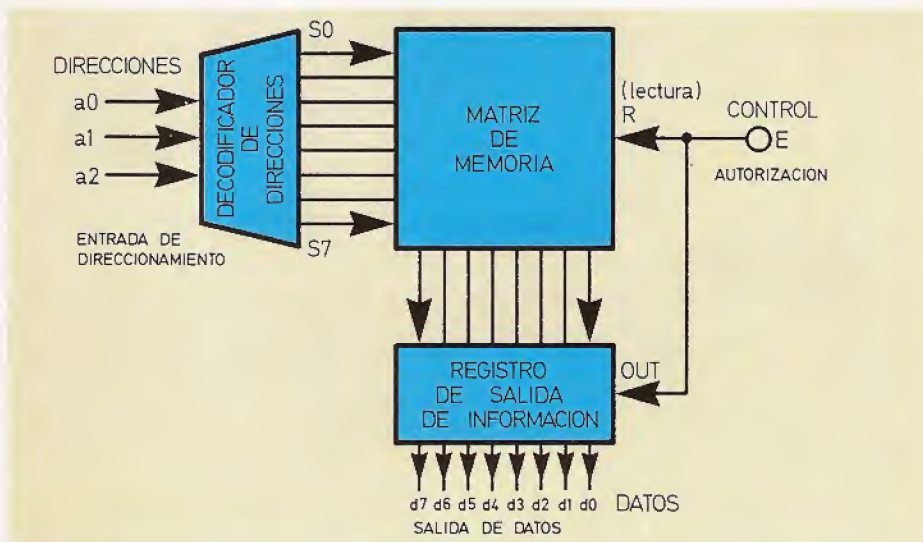 DIRECCIONES
a0
a1
a2
ENTRADA DE
DIRECCIONAMIENTO
DECODIFICADOR
DE
DIRECCIONES
S0
S7
MATRIZ
DE
MEMORIA
(lectura)
R
CONTROL
E
AUTORIZACION
REGISTRO
DE SALIDA
DE INFORMACION
OUT
d7 d6 d5 d4 d3 d2 d1 d0 DATOS
SALIDA DE DATOS